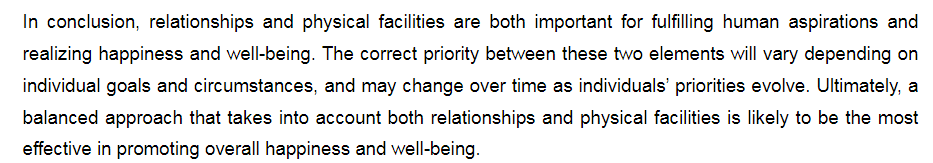 In conclusion, relationships and physical facilities are both important for fulfilling human aspirations and
realizing happiness and well-being. The correct priority between these two elements will vary depending on
individual goals and circumstances, and may change over time as individuals’ priorities evolve. Ultimately, a
balanced approach that takes into account both relationships and physical facilities is likely to be the most
effective in promoting overall happiness and well-being.